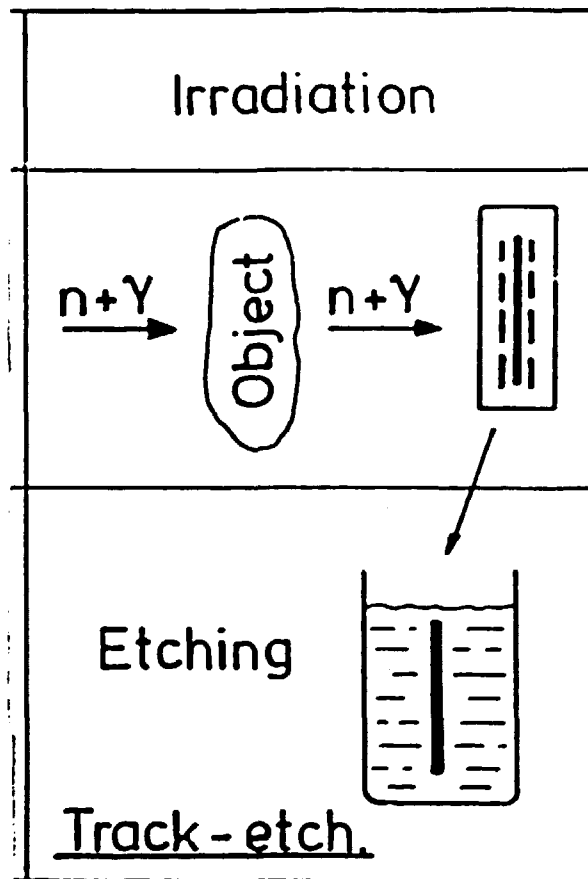 Irradiation
n+γ
Object
n+γ
Etching
Track-etch.